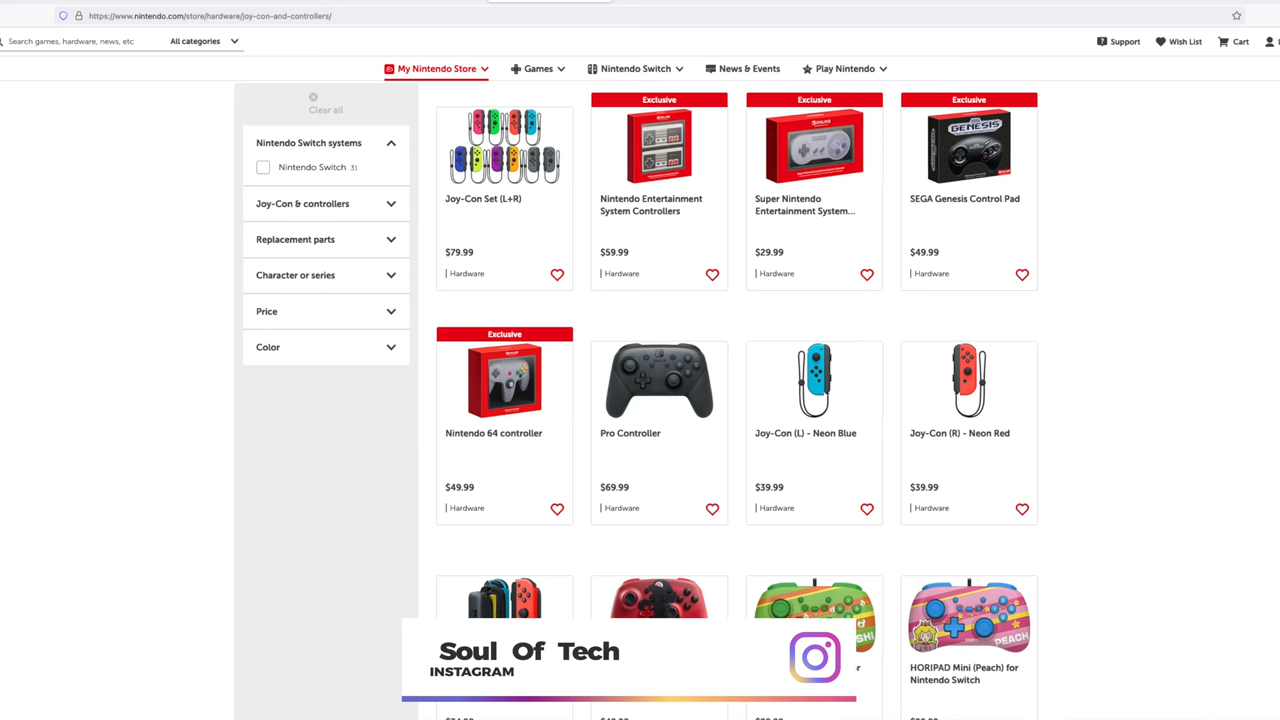 https://www.nintendo.com/store/hardware/joy-con-and-controllers/
Search games, hardware, news, etc
All categories
Support
Wish List
Cart
My Nintendo Store
Games
Nintendo Switch
News & Events
Play Nintendo
Clear all
Nintendo Switch systems
Nintendo Switch 31
Joy-Con & controllers
Replacement parts
Character or series
Price
Color
Joy-Con Set (L+R)
$79.99
Hardware
Exclusive
Nintendo Entertainment
System Controllers
$59.99
Hardware
Exclusive
Super Nintendo
Entertainment System...
$29.99
Hardware
Exclusive
GENESIS
SEGA Genesis Control Pad
$49.99
Hardware
Exclusive
Nintendo 64 controller
$49.99
Hardware
Pro Controller
$69.99
Hardware
Joy-Con (L) - Neon Blue
$39.99
Hardware
Joy-Con (R) - Neon Red
$39.99
Hardware
PEACH
HORIPAD Mini (Peach) for
Nintendo Switch
Soul Of Tech
INSTAGRAM